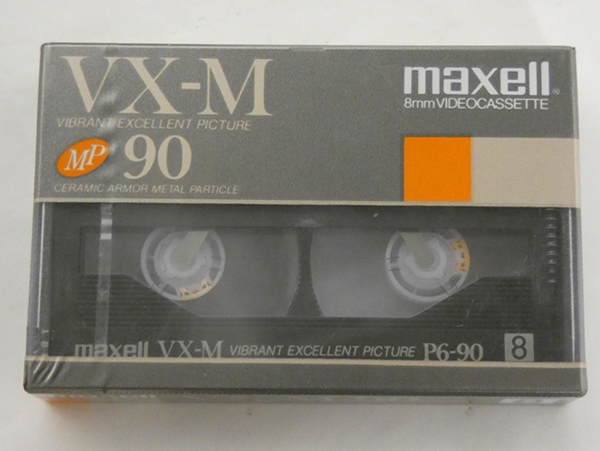 VX-M
VIBRANT EXCELLENT PICTURE
MP 90
CERAMIC ARMOR METAL PARTICLE
maxell®
8mm VIDEOCASSETTE
maxell VX-M VIBRANT EXCELLENT PICTURE P6-90 8